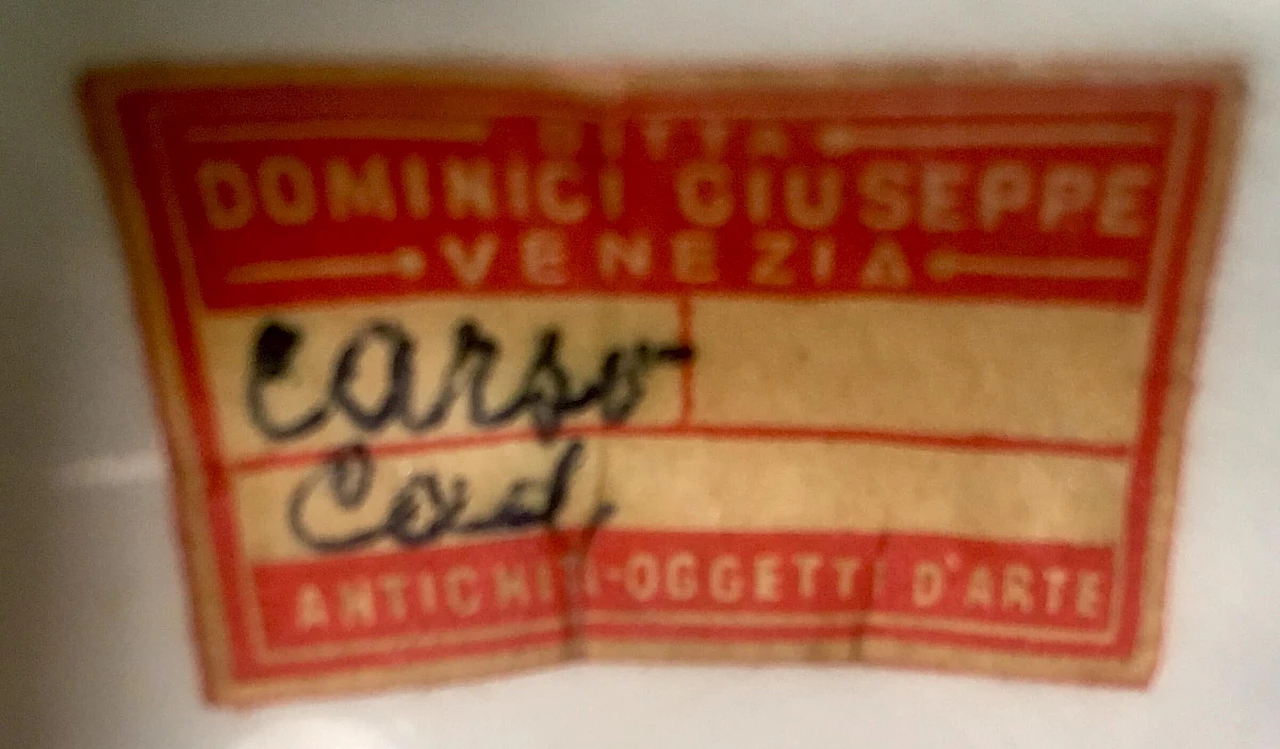 DITTA
DOMINICI GIUSEPPE
VENEZIA
Carso
ANTICHITÀ-OGGETTI D'ARTE